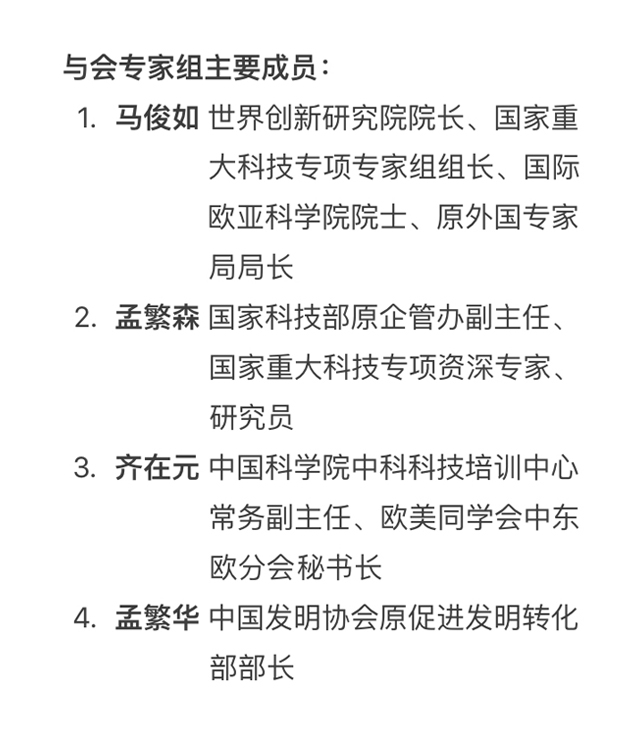 与会专家组主要成员：
1. 马俊如 世界创新研究院院长、国家重
大科技专项专家组组长、国际
欧亚科学院院士、原外国专家
局局长
2. 孟繁森 国家科技部原企管办副主任、
国家重大科技专项资深专家、
研究员
3. 齐在元 中国科学院中科科技培训中心
常务副主任、欧美同学会中东
欧分会秘书长
4. 孟繁华 中国发明协会原促进发明转化
部部长